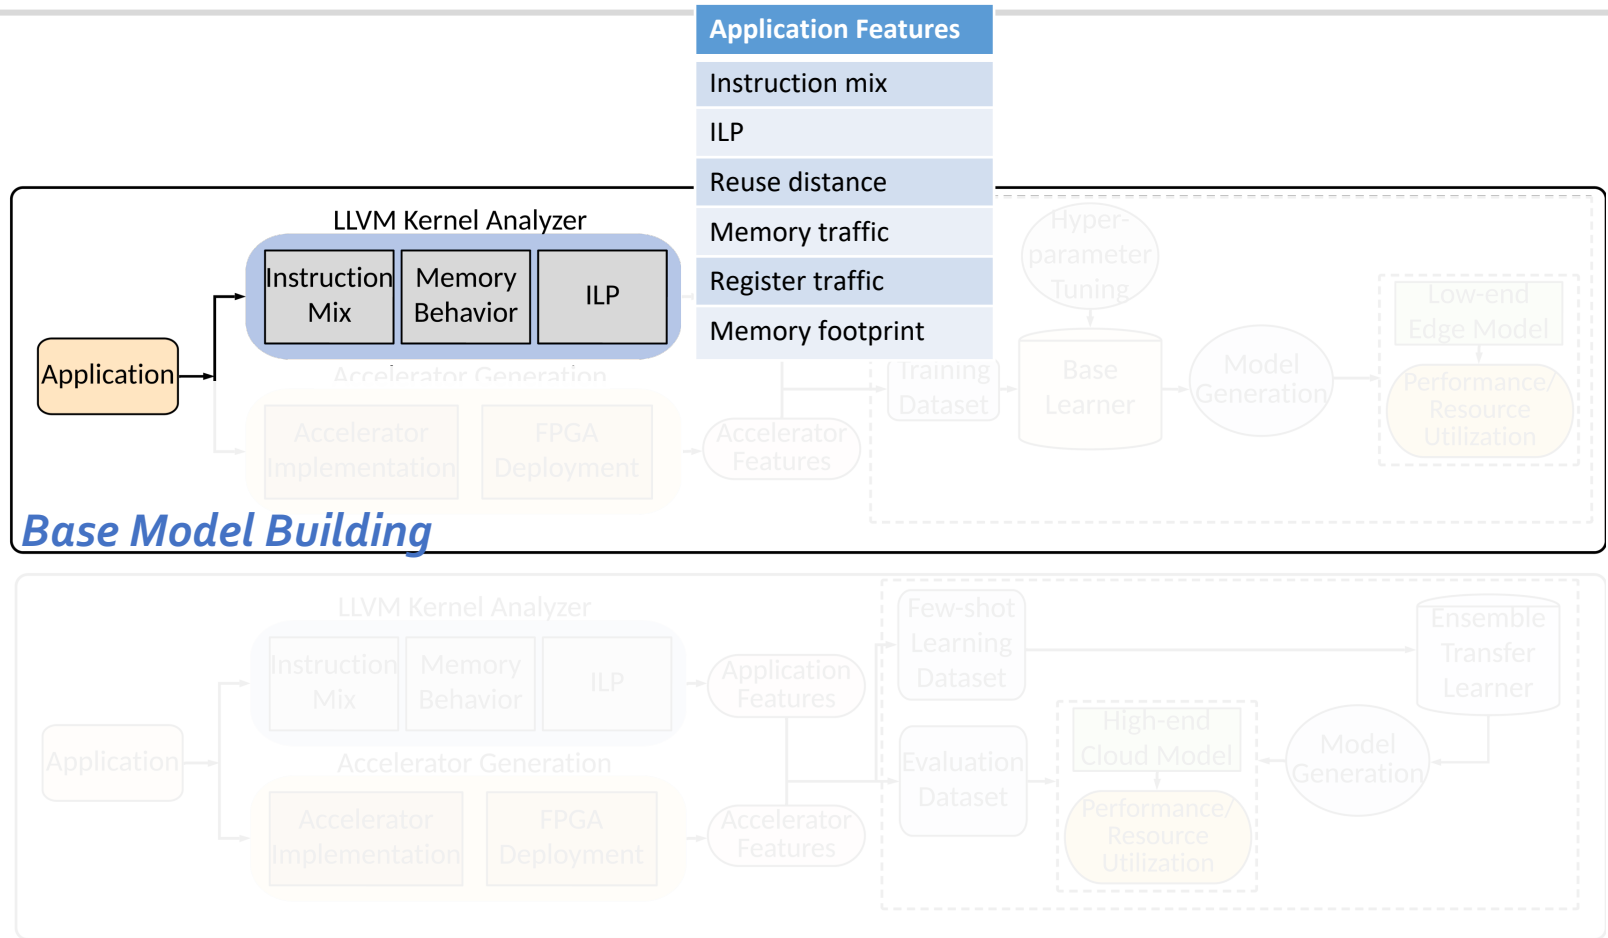 Application Features
Instruction mix
ILP
Reuse distance
Memory traffic
Register traffic
Memory footprint
LLVM Kernel Analyzer
Instruction
Mix
Memory
Behavior
ILP
Application
Accelerator Generation
Accelerator
Implementation
FPGA
Deployment
Accelerator
Features
Training
Dataset
Hyper-
parameter
Tuning
Base
Learner
Model
Generation
Low-end
Edge Model
Performance/
Resource
Utilization
Base Model Building
LLVM Kernel Analyzer
Instruction
Mix
Memory
Behavior
ILP
Application
Accelerator Generation
Accelerator
Implementation
FPGA
Deployment
Application
Features
Accelerator
Features
Few-shot
Learning
Dataset
Evaluation
Dataset
High-end
Cloud Model
Performance/
Resource
Utilization
Model
Generation
Ensemble
Transfer
Learner